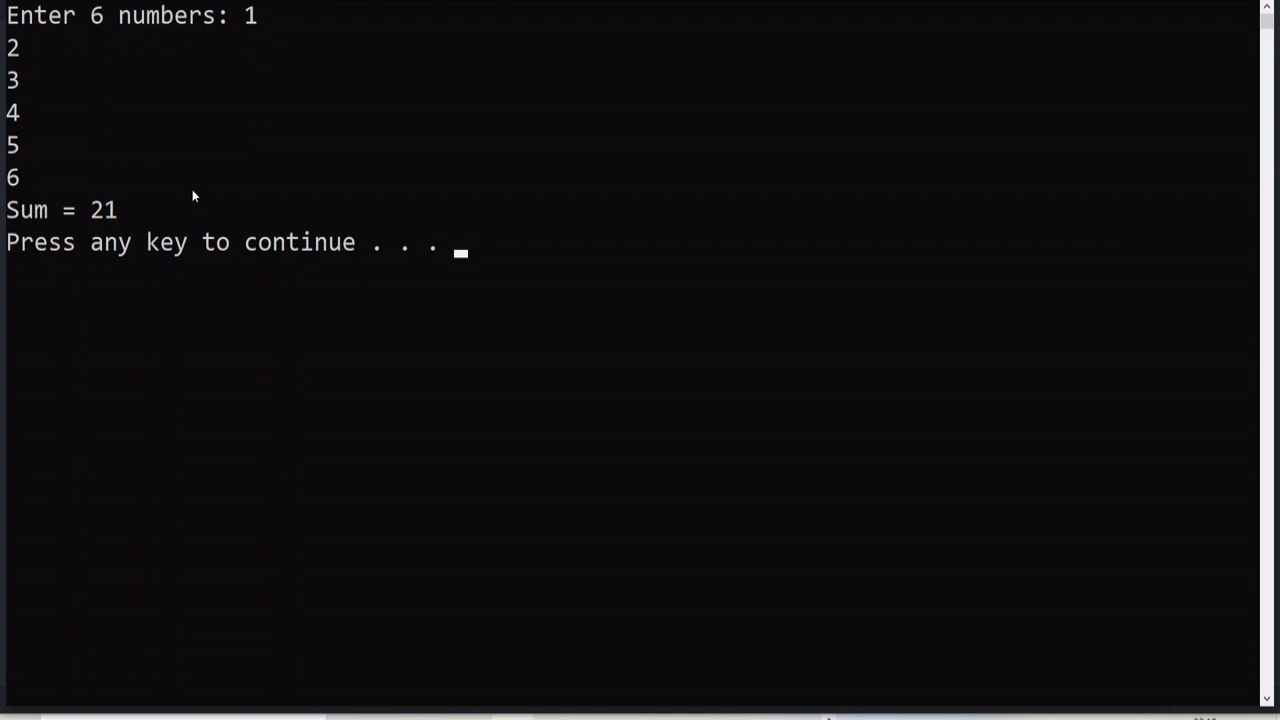 Enter 6 numbers: 1
2
3
4
5
6
Sum = 21
Press any key to continue . . .